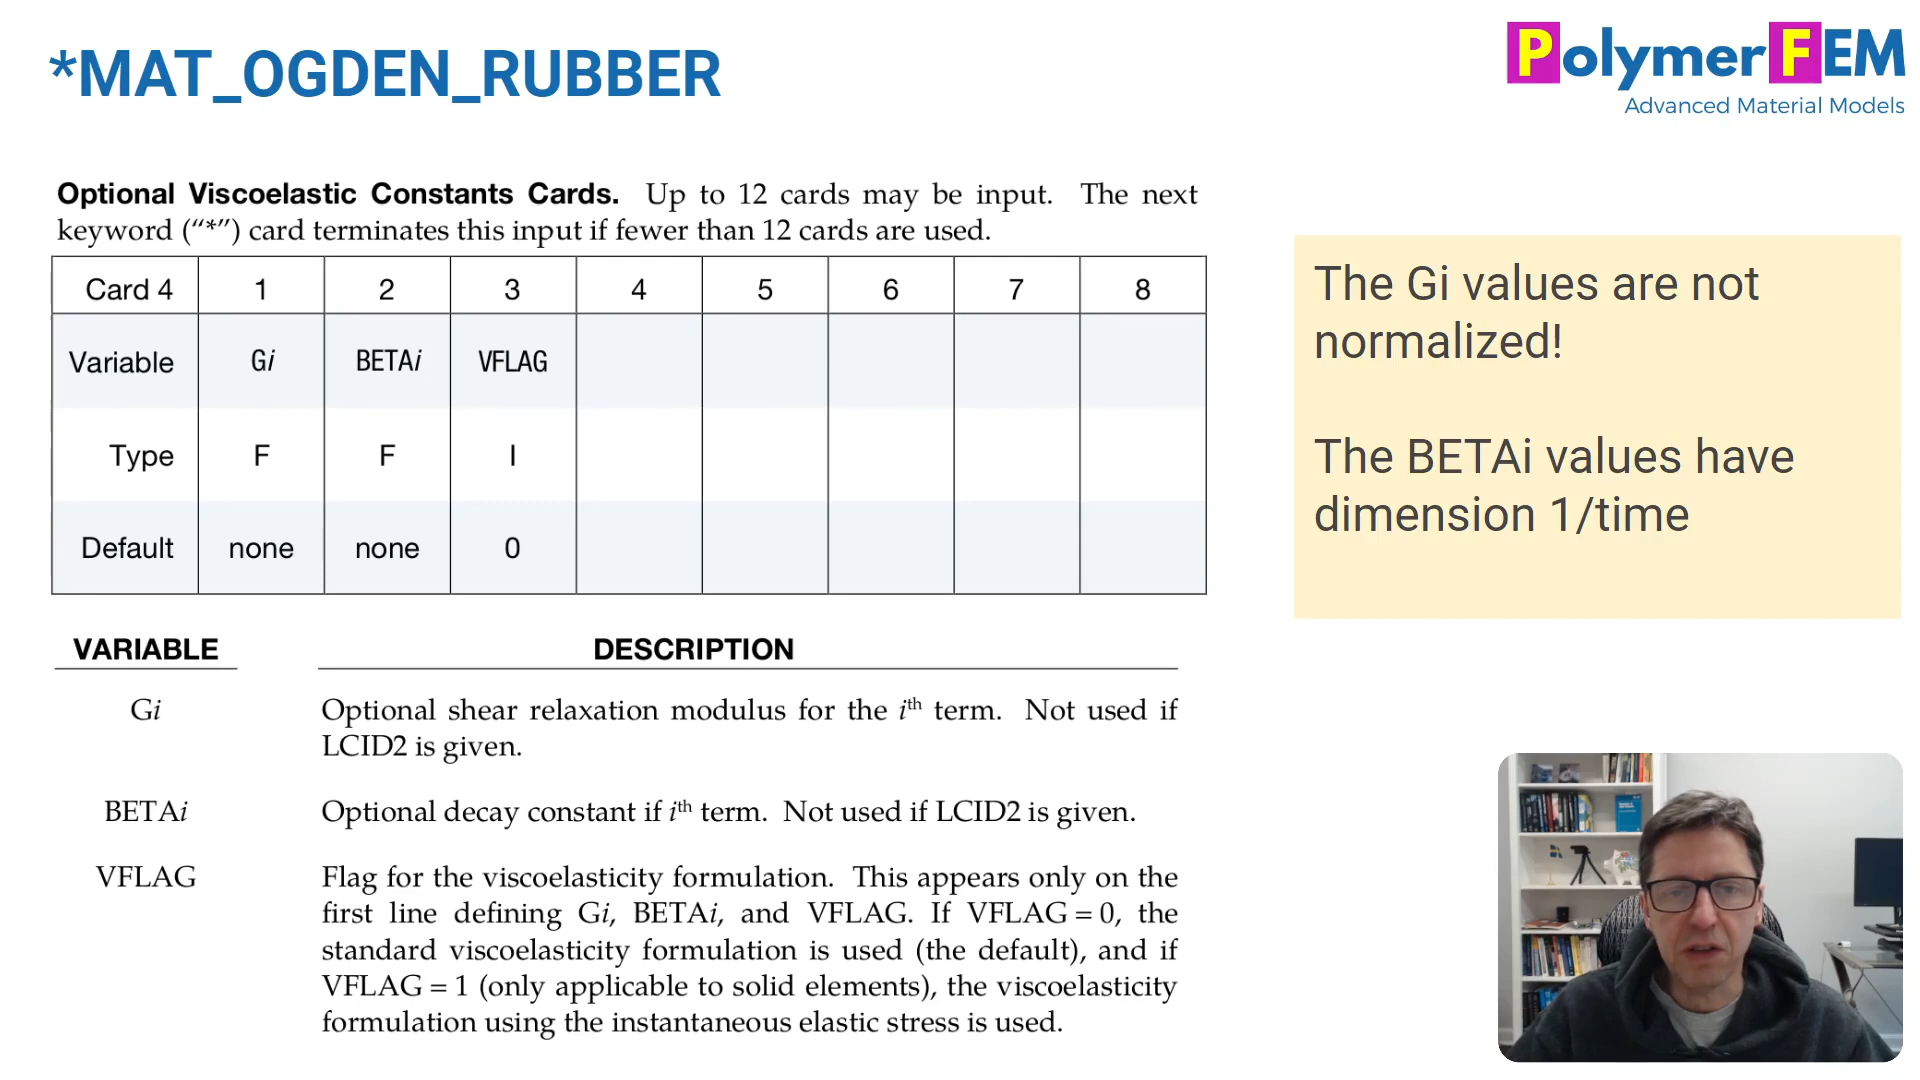 *MAT_OGDEN_RUBBER
PolymerFEM
Advanced Material Models
Optional Viscoelastic Constants Cards. Up to 12 cards may be input. The next
keyword (“*”) card terminates this input if fewer than 12 cards are used.
Card 4 1 2 3 4 5 6 7 8
Variable Gi BETAi VFLAG
Type F F I
Default none none 0
The Gi values are not
normalized!
The BETAi values have
dimension 1/time
VARIABLE DESCRIPTION
Gi Optional shear relaxation modulus for the ith term. Not used if
LCID2 is given.
BETAi Optional decay constant if ith term. Not used if LCID2 is given.
VFLAG Flag for the viscoelasticity formulation. This appears only on the
first line defining Gi, BETAi, and VFLAG. If VFLAG = 0, the
standard viscoelasticity formulation is used (the default), and if
VFLAG = 1 (only applicable to solid elements), the viscoelasticity
formulation using the instantaneous elastic stress is used.